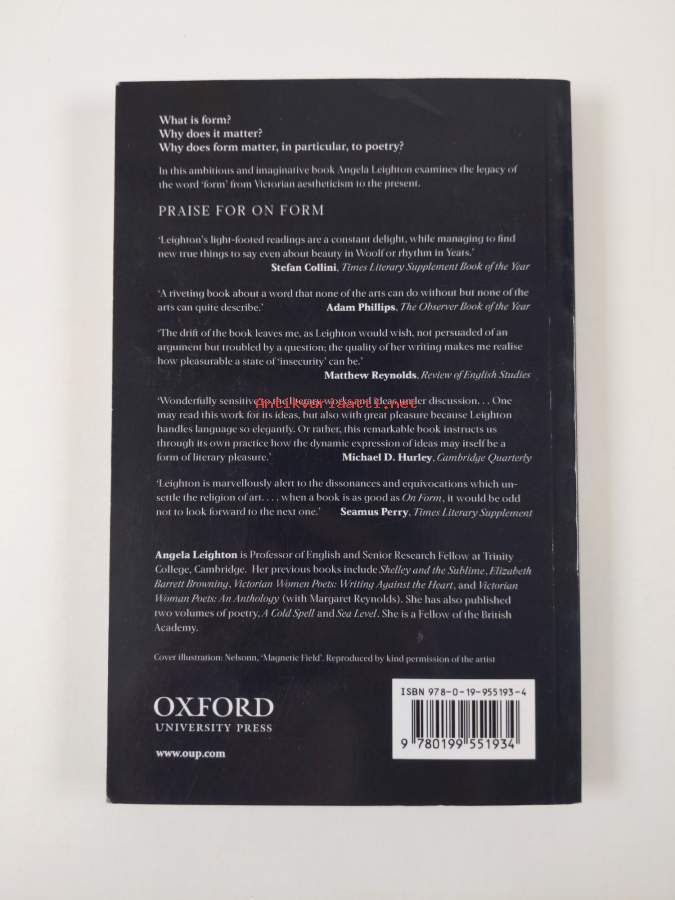 What is form?
Why does it matter?
Why does form matter, in particular, to poetry?
In this ambitious and imaginative book Angela Leighton examines the legacy of
the word 'form' from Victorian aestheticism to the present.
PRAISE FOR ON FORM
'Leighton's light-footed readings are a constant delight, while managing to find
new true things to say even about beauty in Woolf or rhythm in Yeats.'
Stefan Collini, Times Literary Supplement Book of the Year
'A riveting book about a word that none of the arts can do without but none of the
arts can quite describe.' Adam Phillips, The Observer Book of the Year
'The drift of the book leaves me, as Leighton would wish, not persuaded of an
argument but troubled by a question; the quality of her writing makes me realise
how pleasurable a state of 'insecurity' can be.'
Matthew Reynolds, Review of English Studies
'Wonderfully sensitive to the literary works and ideas under discussion. . . One
Antikvariaatti.net
may read this work for its ideas, but also with great pleasure because Leighton
handles language so elegantly. Or rather, this remarkable book instructs us
through its own practice how the dynamic expression of ideas may itself be a
form of literary pleasure.' Michael D. Hurley, Cambridge Quarterly
'Leighton is marvellously alert to the dissonances and equivocations which un-
settle the religion of art. . . . when a book is as good as On Form, it would be odd
not to look forward to the next one.' Seamus Perry, Times Literary Supplement
Angela Leighton is Professor of English and Senior Research Fellow at Trinity
College, Cambridge. Her previous books include Shelley and the Sublime, Elizabeth
Barrett Browning, Victorian Women Poets: Writing Against the Heart, and Victorian
Woman Poets: An Anthology (with Margaret Reynolds). She has also published
two volumes of poetry, A Cold Spell and Sea Level. She is a Fellow of the British
Academy.
Cover illustration: Nelsonn, 'Magnetic Field'. Reproduced by kind permission of the artist
OXFORD
UNIVERSITY PRESS
www.oup.com
ISBN 978-0-19-955193-4
9 780199 551934